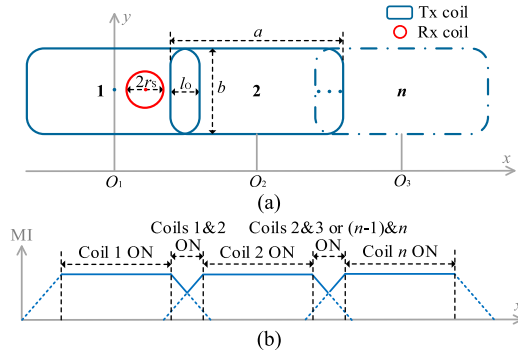 y
a
Tx coil
Rx coil
1
2rS
lO
b
2
n
x
O1
O2
O3
(a)
Coils 1&2
Coils 2&3 or (n-1)&n
MI
ON
ON
Coil 1 ON
Coil 2 ON
Coil n ON
(b)